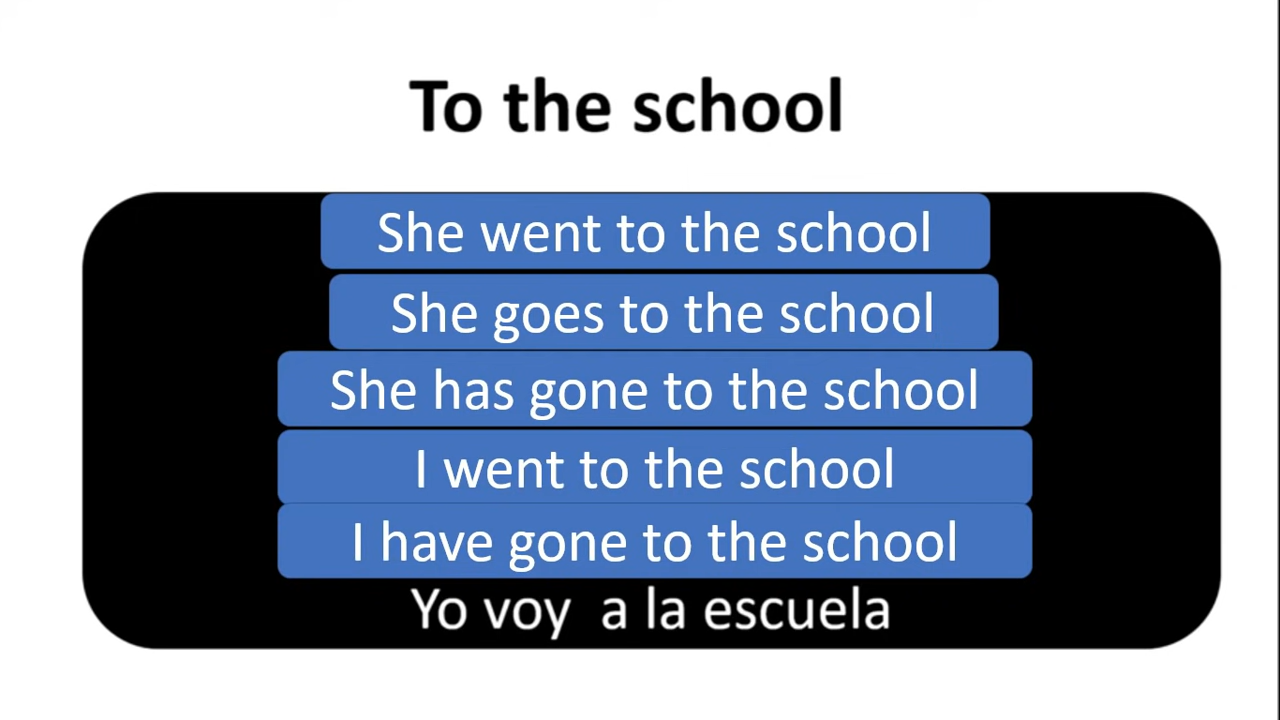 To the school
She went to the school
She goes to the school
She has gone to the school
I went to the school
I have gone to the school
Yo voy  a la escuela